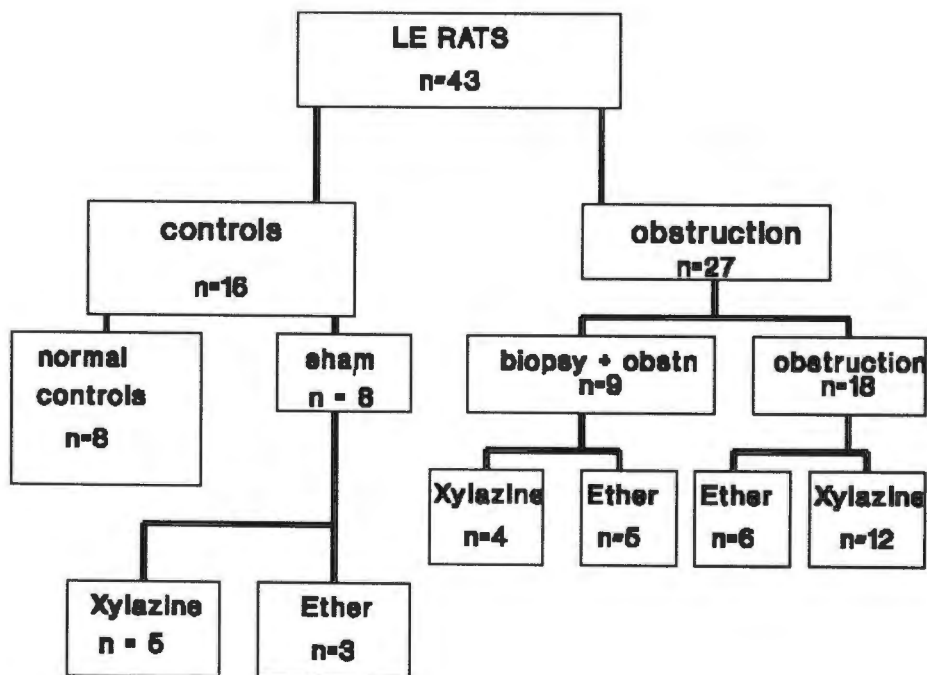 LE RATS
n=43
controls
n=16
obstruction
n=27
normal
controls
n=8
sham
n = 8
biopsy + obstn
n=9
obstruction
n=18
Xylazine
n=4
Ether
n=5
Ether
n=6
Xylazine
n=12
Xylazine
n = 5
Ether
n=3